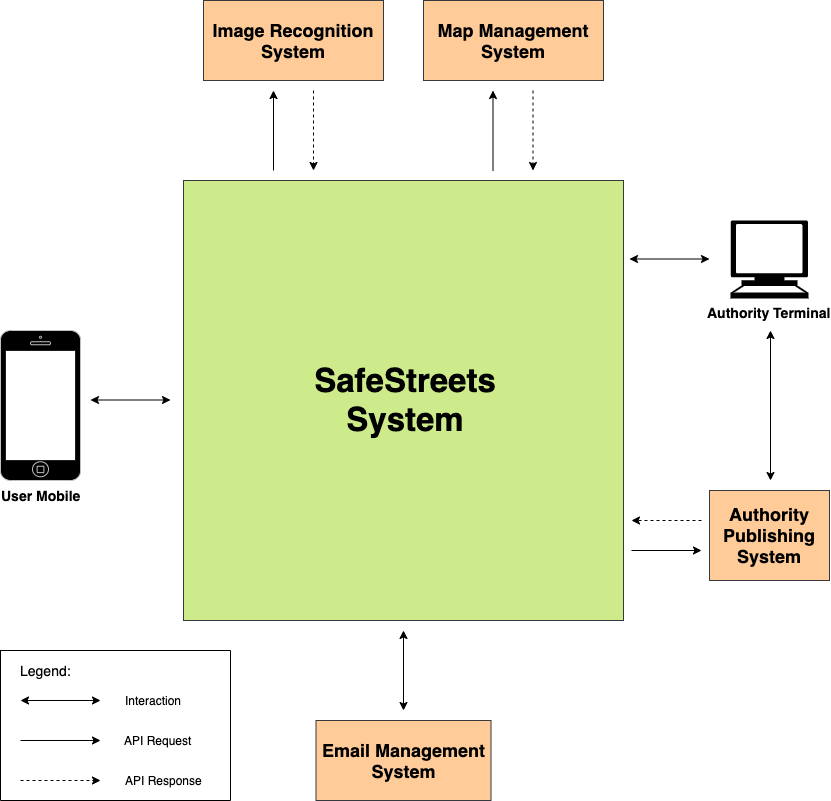 Image Recognition
System
Map Management
System
SafeStreets
System
Authority Terminal
User Mobile
Authority
Publishing
System
Legend:
Interaction
API Request
API Response
Email Management
System